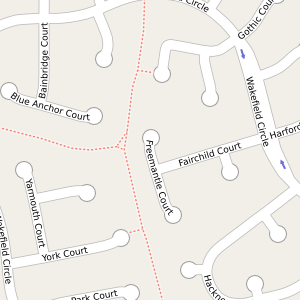 Circle
Gothic Court
Bainbridge Court
Blue Anchor Court
Wakefield Circle
Harford
Fairchild Court
Freemantle Court
Yarmouth Court
York Court
Wakefield Circle
Park Court